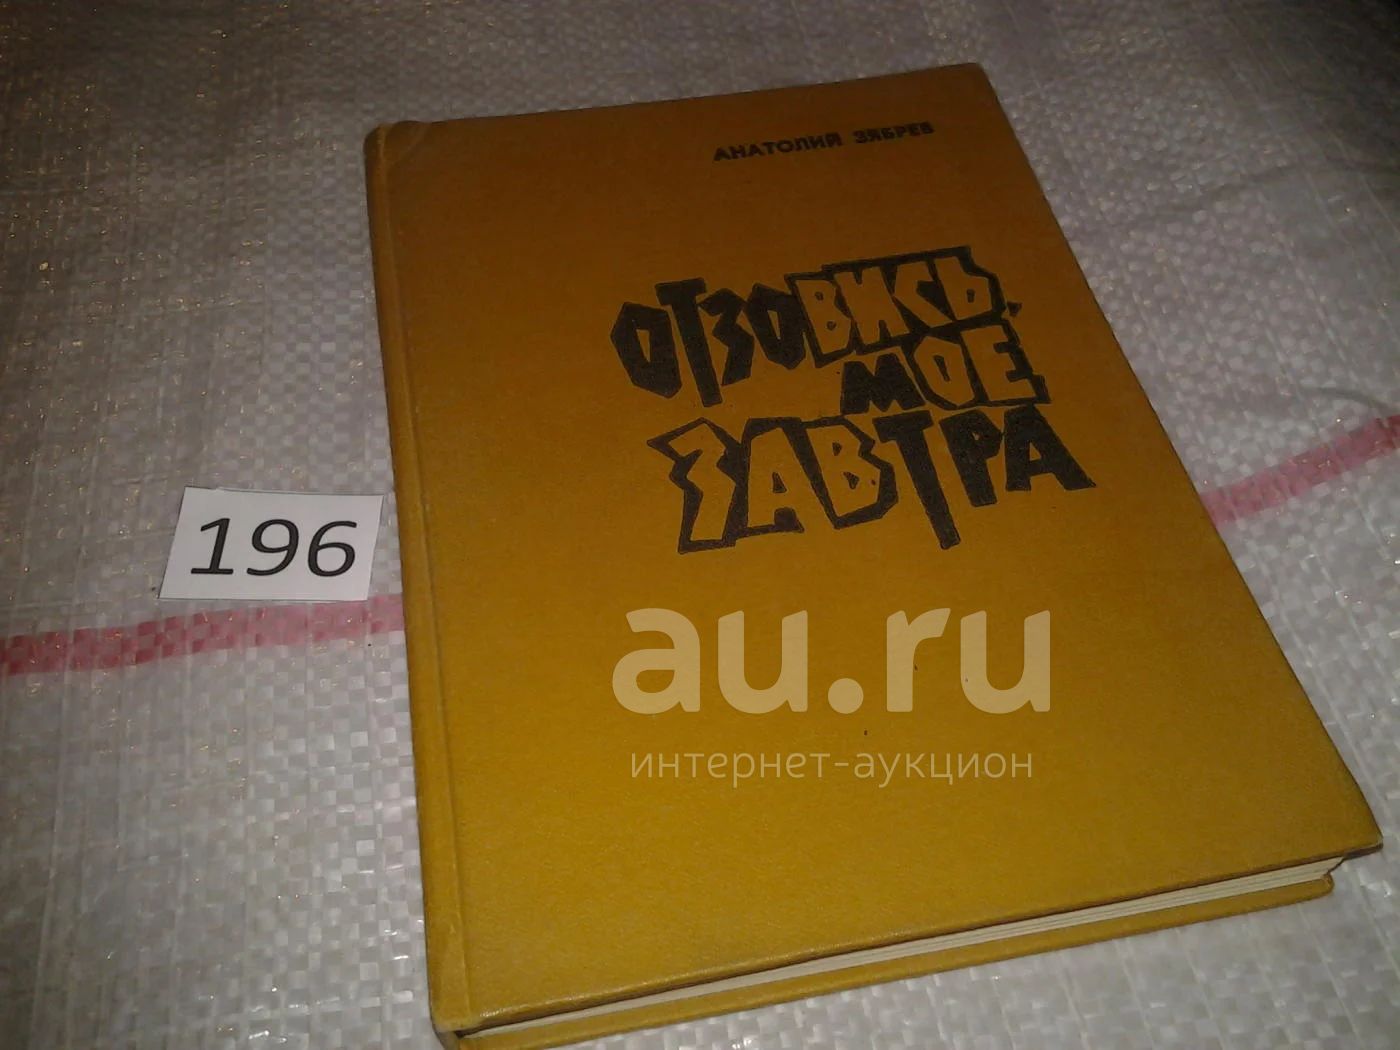 АНАТОЛИЙ ЗЯБРЕВ
ОТЗОВИСЬ,
МОЕ
ЗАВТРА
196
au.ru
интернет-аукцион